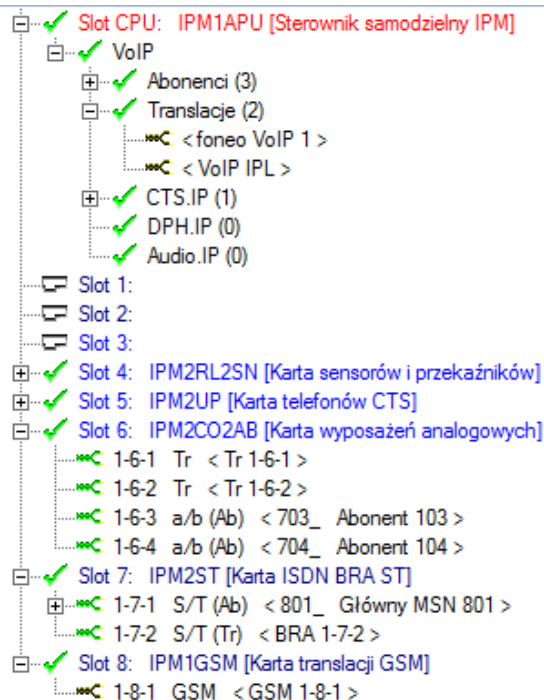 Slot CPU: IPM1APU [Sterownik samodzielny IPM]
VoIP
Abonenci (3)
Translacje (2)
< foneo VoIP 1 >
< VoIP IPL >
CTS.IP (1)
DPH.IP (0)
Audio.IP (0)
Slot 1:
Slot 2:
Slot 3:
Slot 4: IPM2RL2SN [Karta sensorów i przekaźników]
Slot 5: IPM2UP [Karta telefonów CTS]
Slot 6: IPM2CO2AB [Karta wyposażeń analogowych]
1-6-1 Tr < Tr 1-6-1 >
1-6-2 Tr < Tr 1-6-2 >
1-6-3 a/b (Ab) < 703_ Abonent 103 >
1-6-4 a/b (Ab) < 704_ Abonent 104 >
Slot 7: IPM2ST [Karta ISDN BRA ST]
1-7-1 S/T (Ab) < 801_ Główny MSN 801 >
1-7-2 S/T (Tr) < BRA 1-7-2 >
Slot 8: IPM1GSM [Karta translacji GSM]
1-8-1 GSM < GSM 1-8-1 >